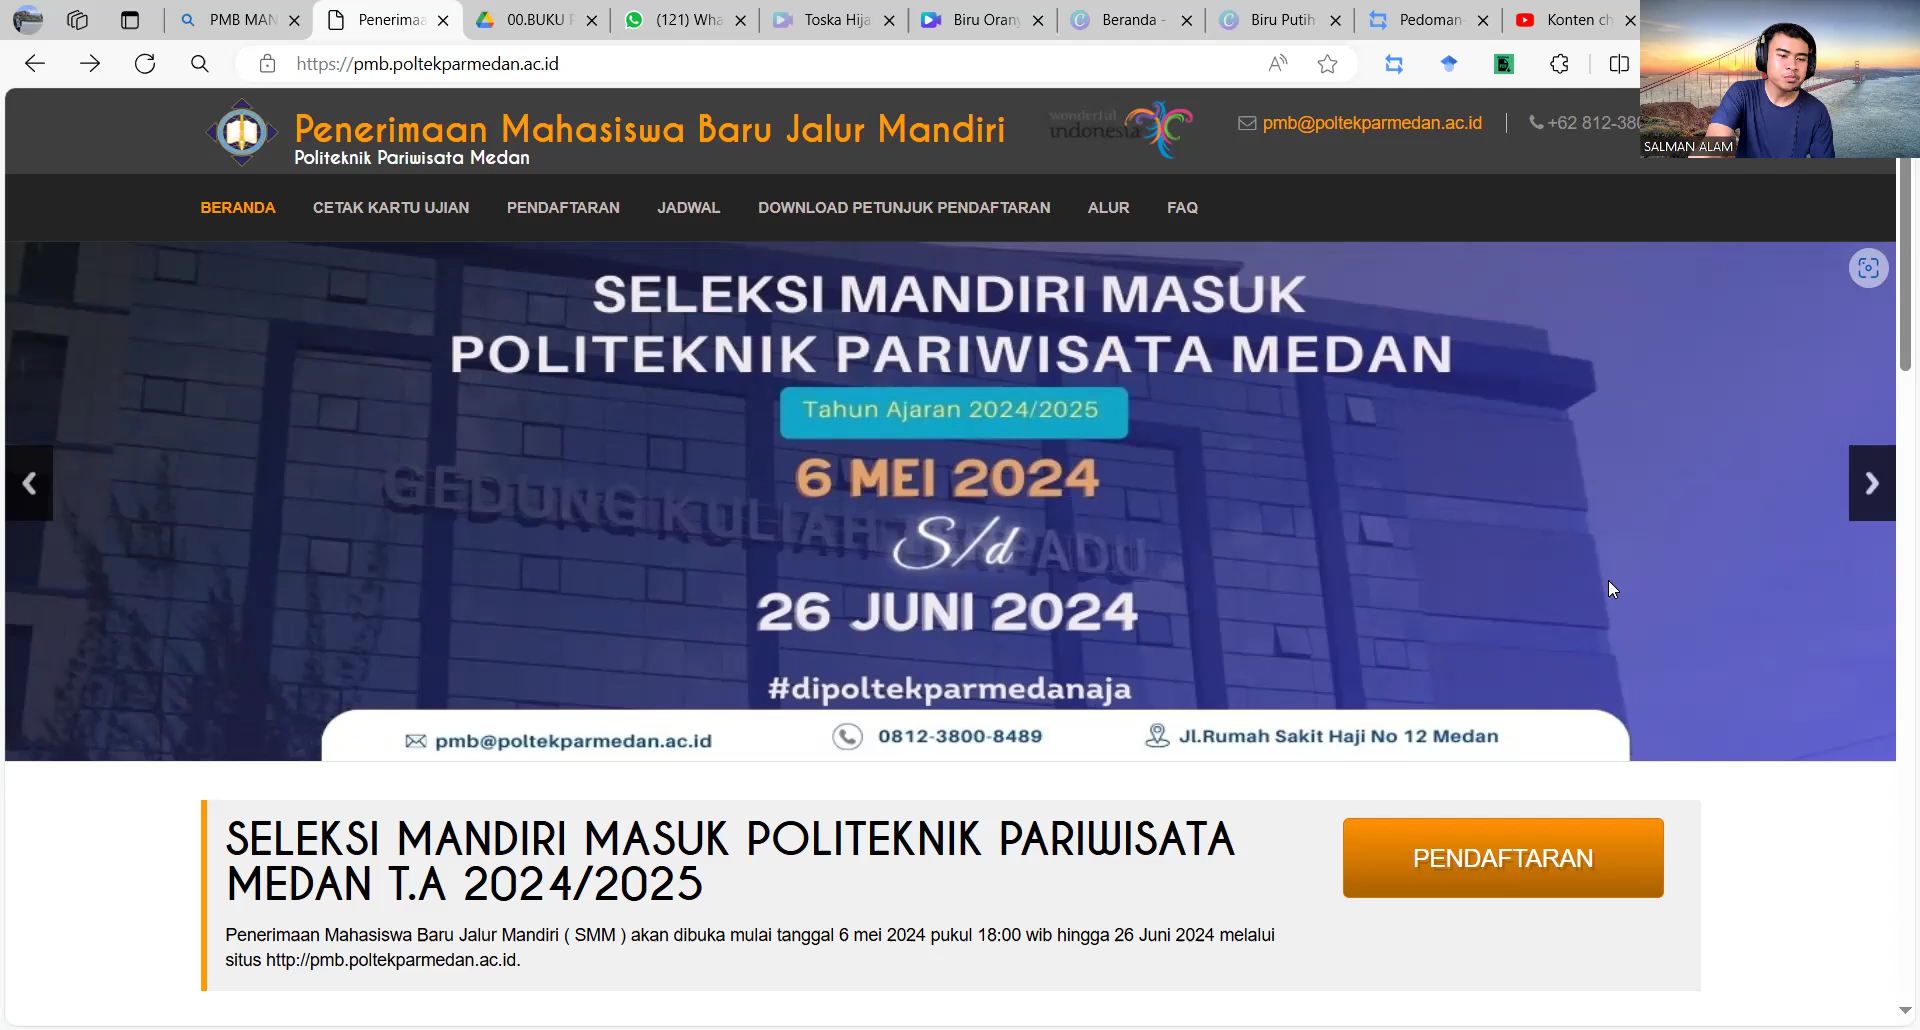 PMB MAN
Penerimaa
00.BUKU
(121) Wha
Toska Hija
Biru Oran
Beranda -
Biru Putih
Pedoman
Konten ch
https://pmb.poltekparmedan.ac.id
SALMAN ALAM
Penerimaan Mahasiswa Baru Jalur Mandiri
Politeknik Pariwisata Medan
wonderful
indonesia
pmb@poltekparmedan.ac.id
+62 812-380
BERANDA
CETAK KARTU UJIAN
PENDAFTARAN
JADWAL
DOWNLOAD PETUNJUK PENDAFTARAN
ALUR
FAQ
SELEKSI MANDIRI MASUK
POLITEKNIK PARIWISATA MEDAN
Tahun Ajaran 2024/2025
6 MEI 2024
GEDUNG KULIAH
S/d
26 JUNI 2024
#dipoltekparmedanaja
pmb@poltekparmedan.ac.id
0812-3800-8489
Jl.Rumah Sakit Haji No 12 Medan
SELEKSI MANDIRI MASUK POLITEKNIK PARIWISATA
MEDAN T.A 2024/2025
PENDAFTARAN
Penerimaan Mahasiswa Baru Jalur Mandiri ( SMM ) akan dibuka mulai tanggal 6 mei 2024 pukul 18:00 wib hingga 26 Juni 2024 melalui
situs http://pmb.poltekparmedan.ac.id.